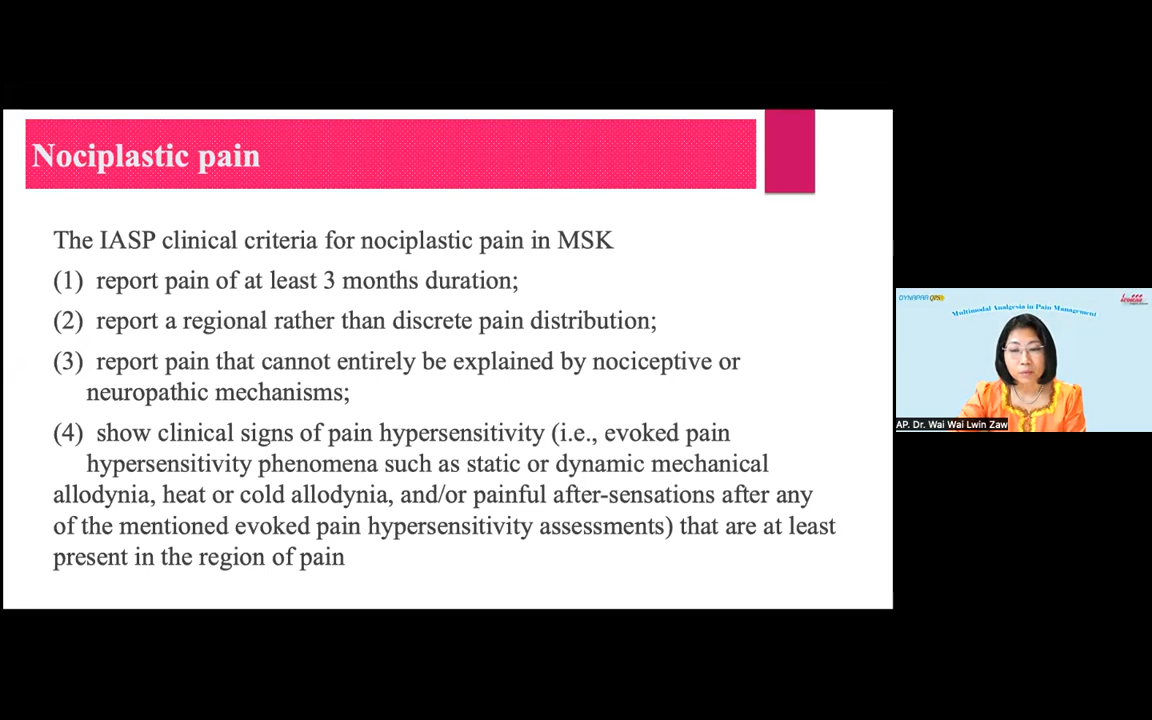 Nociplastic pain
The IASP clinical criteria for nociplastic pain in MSK
(1) report pain of at least 3 months duration;
(2) report a regional rather than discrete pain distribution;
(3) report pain that cannot entirely be explained by nociceptive or
neuropathic mechanisms;
(4) show clinical signs of pain hypersensitivity (i.e., evoked pain
hypersensitivity phenomena such as static or dynamic mechanical
allodynia, heat or cold allodynia, and/or painful after-sensations after any
of the mentioned evoked pain hypersensitivity assessments) that are at least
present in the region of pain
DYNAPAR
Multimodal Analgesia in Pain Management
AP. Dr. Wai Wai Lwin Zaw